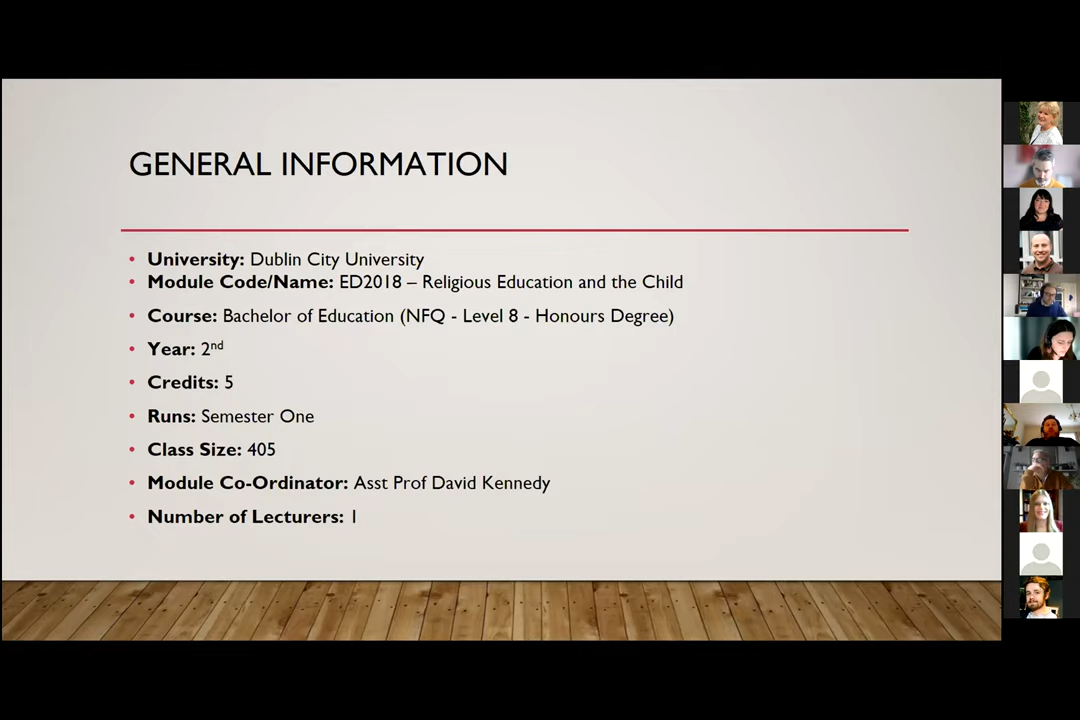 GENERAL INFORMATION
• University: Dublin City University
• Module Code/Name: ED2018 – Religious Education and the Child
• Course: Bachelor of Education (NFQ - Level 8 - Honours Degree)
• Year: 2nd
• Credits: 5
• Runs: Semester One
• Class Size: 405
• Module Co-Ordinator: Asst Prof David Kennedy
• Number of Lecturers: 1